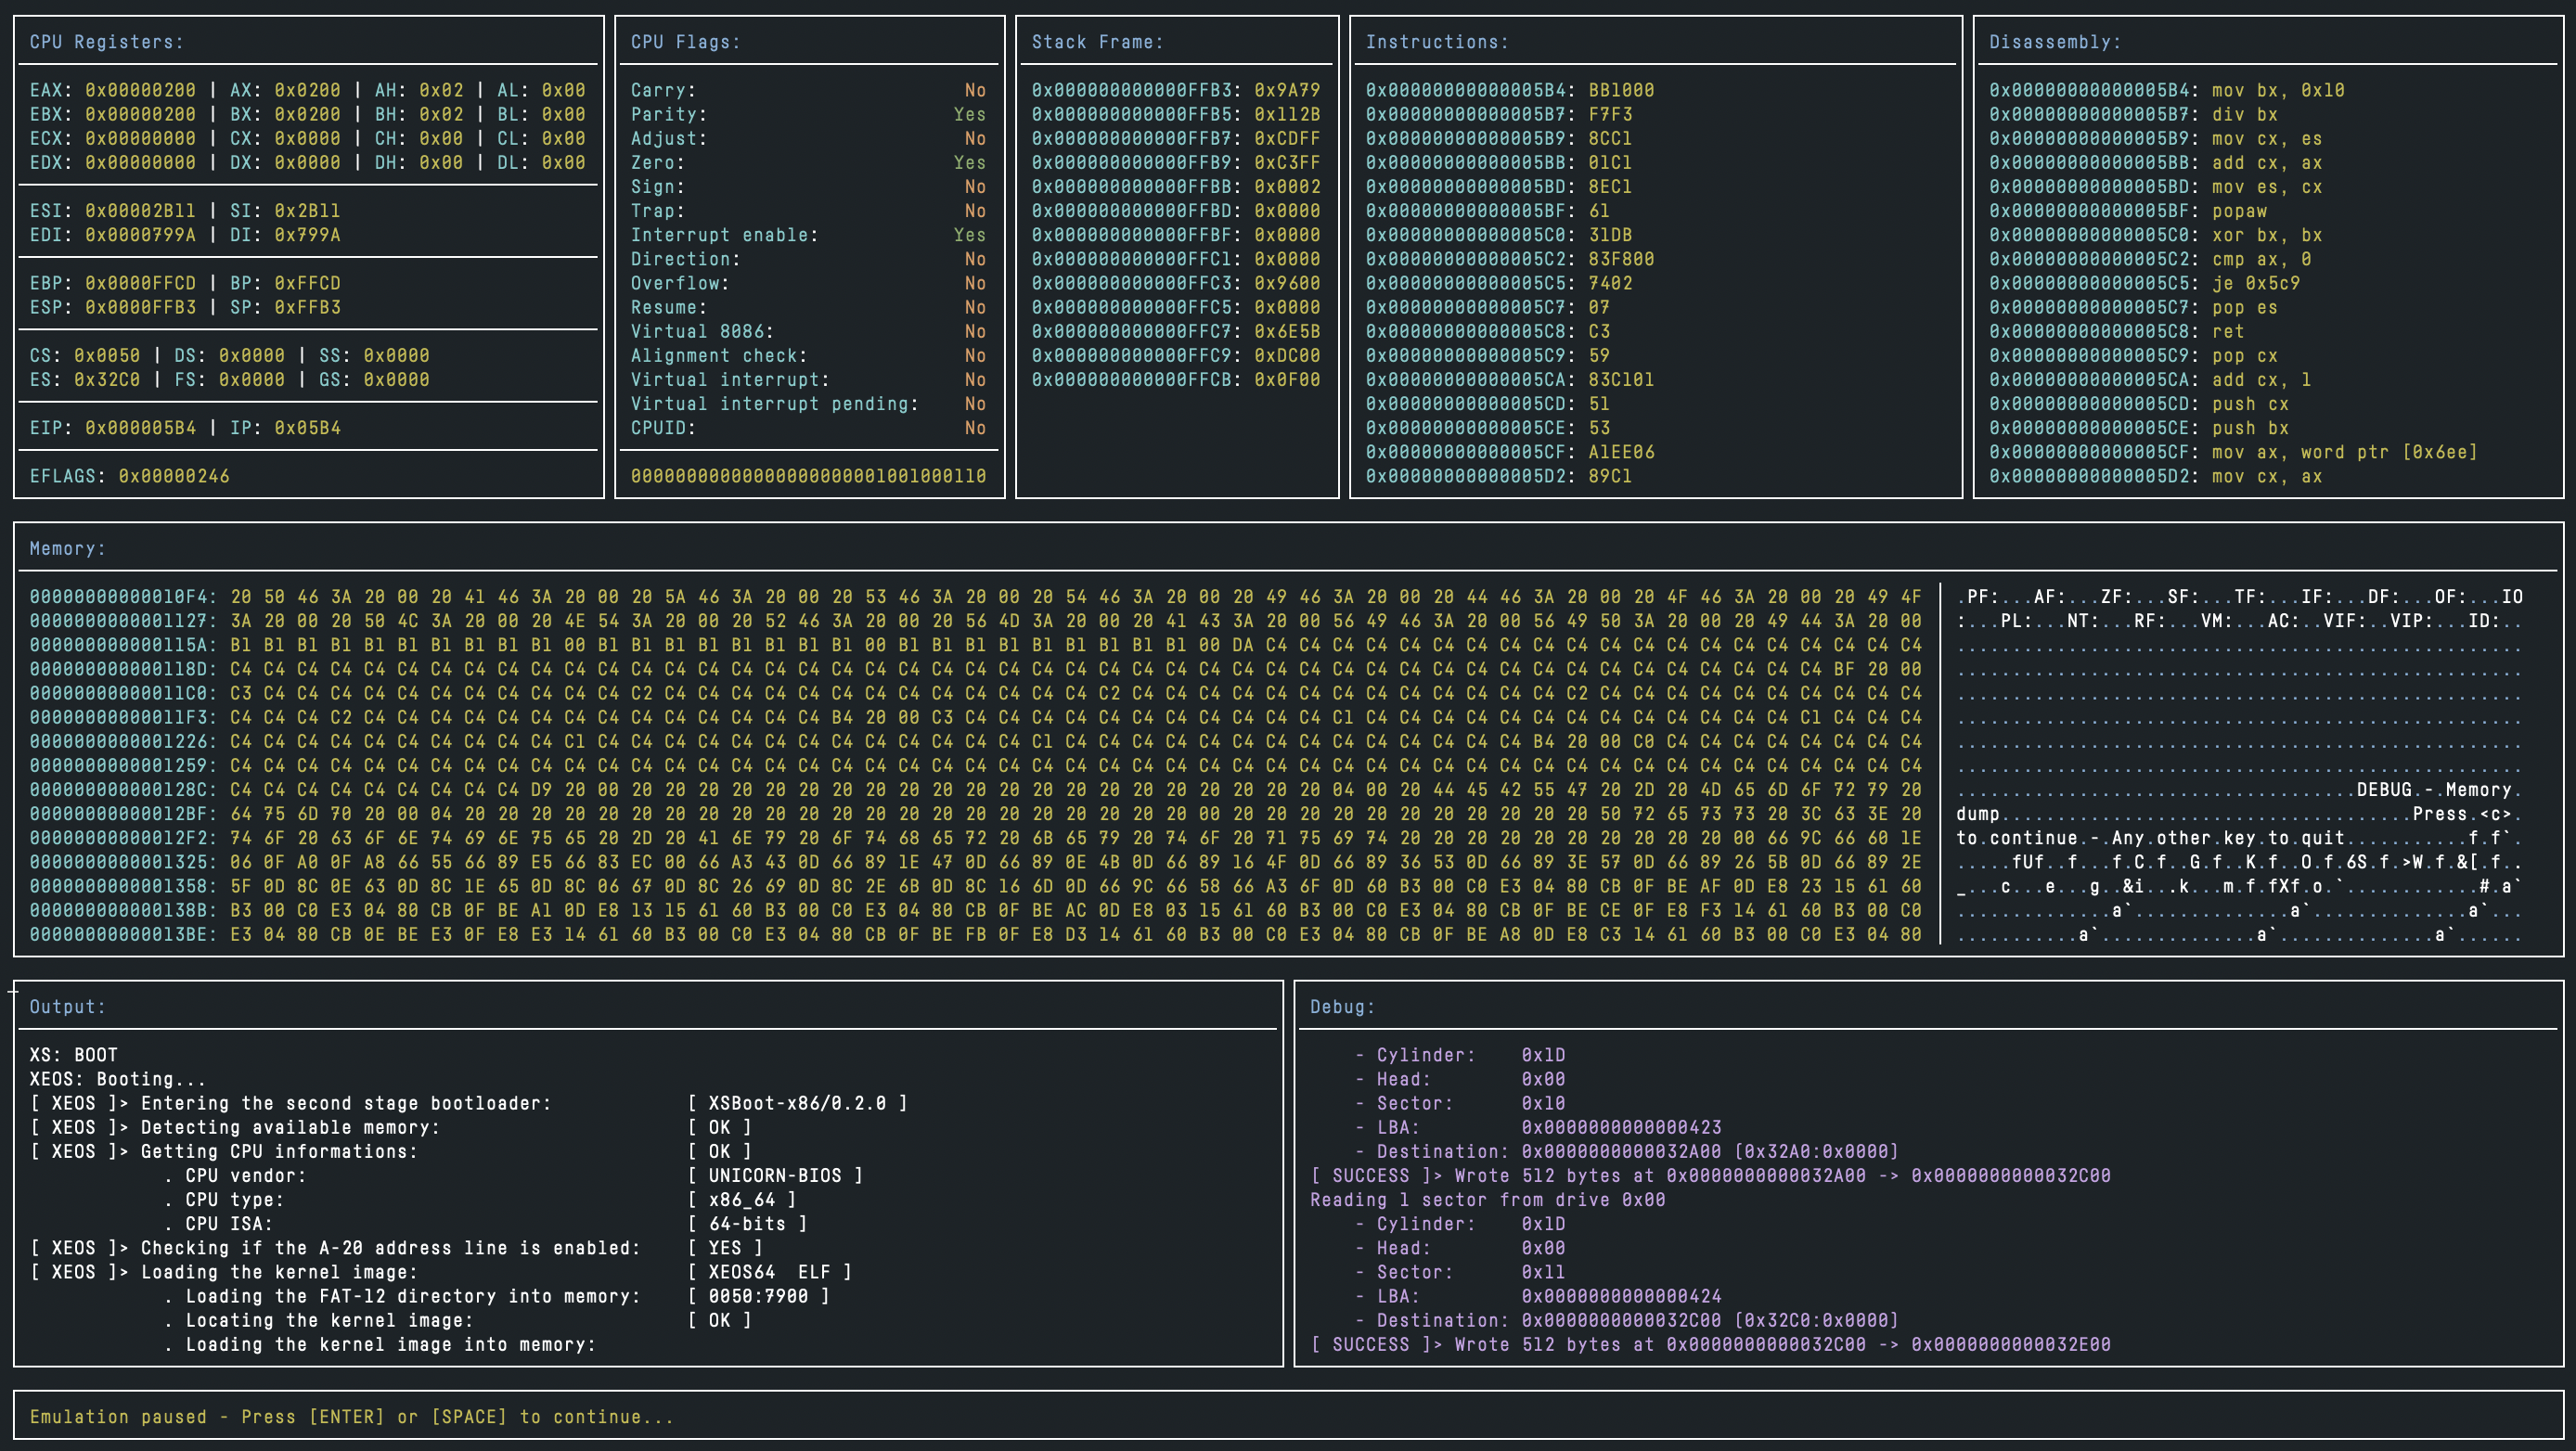 CPU Registers:
EAX: 0x00000200 | AX: 0x0200 | AH: 0x02 | AL: 0x00
EBX: 0x00000200 | BX: 0x0200 | BH: 0x02 | BL: 0x00
ECX: 0x00000000 | CX: 0x0000 | CH: 0x00 | CL: 0x00
EDX: 0x00000000 | DX: 0x0000 | DH: 0x00 | DL: 0x00
ESI: 0x00002B11 | SI: 0x2B11
EDI: 0x0000799A | DI: 0x799A
EBP: 0x0000FFCD | BP: 0xFFCD
ESP: 0x0000FFB3 | SP: 0xFFB3
CS: 0x0050 | DS: 0x0000 | SS: 0x0000
ES: 0x32C0 | FS: 0x0000 | GS: 0x0000
EIP: 0x000005B4 | IP: 0x05B4
EFLAGS: 0x00000246
CPU Flags:
Carry: No
Parity: Yes
Adjust: No
Zero: Yes
Sign: No
Trap: No
Interrupt enable: Yes
Direction: No
Overflow: No
Resume: No
Virtual 8086: No
Alignment check: No
Virtual interrupt: No
Virtual interrupt pending: No
CPUID: No
00000000000000000000001001000110
Stack Frame:
0x000000000000FFB3: 0x9A79
0x000000000000FFB5: 0x112B
0x000000000000FFB7: 0xCDFF
0x000000000000FFB9: 0xC3FF
0x000000000000FFBB: 0x0002
0x000000000000FFBD: 0x0000
0x000000000000FFBF: 0x0000
0x000000000000FFC1: 0x0000
0x000000000000FFC3: 0x9600
0x000000000000FFC5: 0x0000
0x000000000000FFC7: 0x6E5B
0x000000000000FFC9: 0xDC00
0x000000000000FFCB: 0x0F00
Instructions:
0x00000000000005B4: BB1000
0x00000000000005B7: F7F3
0x00000000000005B9: 8CC1
0x00000000000005BB: 01C1
0x00000000000005BD: 8EC1
0x00000000000005BF: 61
0x00000000000005C0: 31DB
0x00000000000005C2: 83F800
0x00000000000005C5: 7402
0x00000000000005C7: 07
0x00000000000005C8: C3
0x00000000000005C9: 59
0x00000000000005CA: 83C101
0x00000000000005CD: 51
0x00000000000005CE: 53
0x00000000000005CF: A1EE06
0x00000000000005D2: 89C1
Disassembly:
0x00000000000005B4: mov bx, 0x10
0x00000000000005B7: div bx
0x00000000000005B9: mov cx, es
0x00000000000005BB: add cx, ax
0x00000000000005BD: mov es, cx
0x00000000000005BF: popaw
0x00000000000005C0: xor bx, bx
0x00000000000005C2: cmp ax, 0
0x00000000000005C5: je 0x5c9
0x00000000000005C7: pop es
0x00000000000005C8: ret
0x00000000000005C9: pop cx
0x00000000000005CA: add cx, 1
0x00000000000005CD: push cx
0x00000000000005CE: push bx
0x00000000000005CF: mov ax, word ptr [0x6ee]
0x00000000000005D2: mov cx, ax
Memory:
00000000000010F4: 20 50 46 3A 20 00 20 41 46 3A 20 00 20 5A 46 3A 20 00 20 53 46 3A 20 00 20 54 46 3A 20 00 20 49 46 3A 20 00 20 44 46 3A 20 00 20 4F 46 3A 20 00 20 49 4F | .PF:...AF:...ZF:...SF:...TF:...IF:...DF:...OF:...IO
0000000000001127: 3A 20 00 20 50 4C 3A 20 00 20 4E 54 3A 20 00 20 52 46 3A 20 00 20 56 4D 3A 20 00 20 41 43 3A 20 00 56 49 46 3A 20 00 56 49 50 3A 20 00 20 49 44 3A 20 00 | :...PL:...NT:...RF:...VM:...AC:..VIF:..VIP:...ID:..
000000000000115A: B1 B1 B1 B1 B1 B1 B1 B1 B1 B1 00 B1 B1 B1 B1 B1 B1 B1 B1 00 B1 B1 B1 B1 B1 B1 B1 B1 B1 00 DA C4 C4 C4 C4 C4 C4 C4 C4 C4 C4 C4 C4 C4 C4 C4 C4 C4 C4 C4 C4 | ...................................................
000000000000118D: C4 C4 C4 C4 C4 C4 C4 C4 C4 C4 C4 C4 C4 C4 C4 C4 C4 C4 C4 C4 C4 C4 C4 C4 C4 C4 C4 C4 C4 C4 C4 C4 C4 C4 C4 C4 C4 C4 C4 C4 C4 C4 C4 C4 C4 C4 C4 C4 BF 20 00 | ...................................................
00000000000011C0: C3 C4 C4 C4 C4 C4 C4 C4 C4 C4 C4 C4 C2 C4 C4 C4 C4 C4 C4 C4 C4 C4 C4 C4 C4 C4 C2 C4 C4 C4 C4 C4 C4 C4 C4 C4 C4 C4 C4 C4 C2 C4 C4 C4 C4 C4 C4 C4 C4 C4 C4 | ...................................................
00000000000011F3: C4 C4 C4 C2 C4 C4 C4 C4 C4 C4 C4 C4 C4 C4 C4 C4 C4 C4 B4 20 00 C3 C4 C4 C4 C4 C4 C4 C4 C4 C4 C4 C4 C1 C4 C4 C4 C4 C4 C4 C4 C4 C4 C4 C4 C4 C4 C1 C4 C4 C4 | ...................................................
0000000000001226: C4 C4 C4 C4 C4 C4 C4 C4 C4 C4 C1 C4 C4 C4 C4 C4 C4 C4 C4 C4 C4 C4 C4 C4 C1 C4 C4 C4 C4 C4 C4 C4 C4 C4 C4 C4 C4 C4 C4 B4 20 00 C0 C4 C4 C4 C4 C4 C4 C4 C4 | ...................................................
0000000000001259: C4 C4 C4 C4 C4 C4 C4 C4 C4 C4 C4 C4 C4 C4 C4 C4 C4 C4 C4 C4 C4 C4 C4 C4 C4 C4 C4 C4 C4 C4 C4 C4 C4 C4 C4 C4 C4 C4 C4 C4 C4 C4 C4 C4 C4 C4 C4 C4 C4 C4 C4 | ...................................................
000000000000128C: C4 C4 C4 C4 C4 C4 C4 C4 C4 D9 20 00 20 20 20 20 20 20 20 20 20 20 20 20 20 20 20 20 20 20 20 20 20 04 00 20 44 45 42 55 47 20 2D 20 4D 65 6D 6F 72 79 20 | ....................................DEBUG.-.Memory.
00000000000012BF: 64 75 6D 70 20 00 04 20 20 20 20 20 20 20 20 20 20 20 20 20 20 20 20 20 20 20 20 20 20 20 20 20 20 20 20 20 20 20 20 20 20 50 72 65 73 73 20 3C 63 3E 20 | dump.....................................Press.<c>.
00000000000012F2: 74 6F 20 63 6F 6E 74 69 6E 75 65 20 2D 20 41 6E 79 20 6F 74 68 65 72 20 6B 65 79 20 74 6F 20 71 75 69 74 20 20 20 20 20 20 20 20 20 20 00 66 9C 66 60 1E | to.continue.-.Any.other.key.to.quit...........f.f`.
0000000000001325: 06 0F A0 0F A8 66 55 66 89 E5 66 83 EC 00 66 A3 43 0D 66 89 1E 47 0D 66 89 0E 4B 0D 66 89 16 4F 0D 66 89 36 53 0D 66 89 3E 57 0D 66 89 26 5B 0D 66 89 2E | .....fUf..f...f.C.f..G.f..K.f..O.f.6S.f.>W.f.&[.f..
0000000000001358: 5F 0D 8C 0E 63 0D 8C 1E 65 0D 8C 06 67 0D 8C 26 69 0D 8C 2E 6B 0D 8C 16 6D 0D 66 9C 66 58 66 A3 6F 0D 60 B3 00 C0 E3 04 80 CB 0F BE AF 0D E8 23 15 61 60 | _...c...e...g..&i...k...m.f.fXf.o.`............#.a`
000000000000138B: B3 00 C0 E3 04 80 CB 0F BE A1 0D E8 13 15 61 60 B3 00 C0 E3 04 80 CB 0F BE AC 0D E8 03 15 61 60 B3 00 C0 E3 04 80 CB 0F BE CE 0F E8 F3 14 61 60 B3 00 C0 | ..............a`..............a`..............a`...
00000000000013BE: E3 04 80 CB 0E BE E3 0F E8 E3 14 61 60 B3 00 C0 E3 04 80 CB 0F BE FB 0F E8 D3 14 61 60 B3 00 C0 E3 04 80 CB 0F BE A8 0D E8 C3 14 61 60 B3 00 C0 E3 04 80 | ...........a`..............a`..............a`......
Output:
XS: BOOT
XEOS: Booting...
[ XEOS ]> Entering the second stage bootloader: [ XSBoot-x86/0.2.0 ]
[ XEOS ]> Detecting available memory: [ OK ]
[ XEOS ]> Getting CPU informations: [ OK ]
. CPU vendor: [ UNICORN-BIOS ]
. CPU type: [ x86_64 ]
. CPU ISA: [ 64-bits ]
[ XEOS ]> Checking if the A-20 address line is enabled: [ YES ]
[ XEOS ]> Loading the kernel image: [ XEOS64  ELF ]
. Loading the FAT-12 directory into memory: [ 0050:7900 ]
. Locating the kernel image: [ OK ]
. Loading the kernel image into memory:
Debug:
- Cylinder: 0x1D
- Head: 0x00
- Sector: 0x10
- LBA: 0x0000000000000423
- Destination: 0x0000000000032A00 [0x32A0:0x0000]
[ SUCCESS ]> Wrote 512 bytes at 0x0000000000032A00 -> 0x0000000000032C00
Reading 1 sector from drive 0x00
- Cylinder: 0x1D
- Head: 0x00
- Sector: 0x11
- LBA: 0x0000000000000424
- Destination: 0x0000000000032C00 [0x32C0:0x0000]
[ SUCCESS ]> Wrote 512 bytes at 0x0000000000032C00 -> 0x0000000000032E00
Emulation paused - Press [ENTER] or [SPACE] to continue...